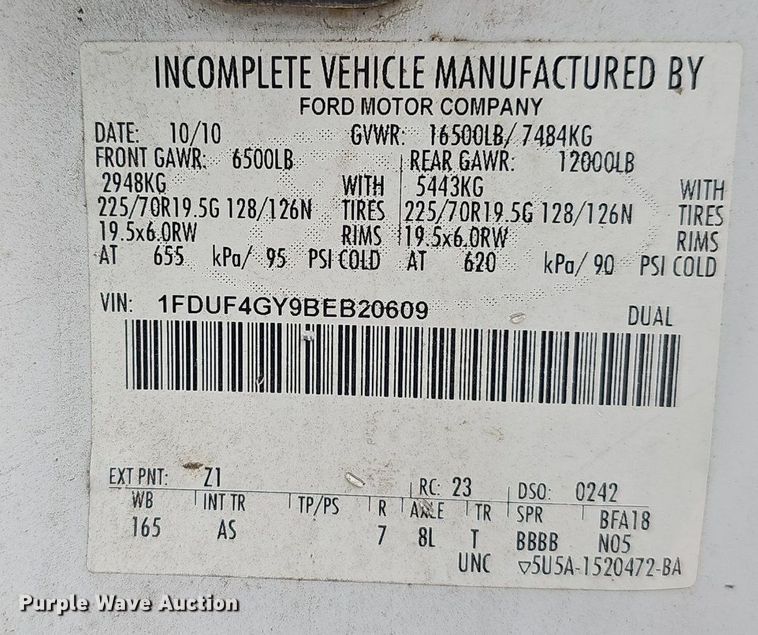 INCOMPLETE VEHICLE MANUFACTURED BY
FORD MOTOR COMPANY
DATE: 10/10 GVWR: 16500LB/ 7484KG
FRONT GAWR: 6500LB REAR GAWR: 12000LB
2948KG WITH 5443KG WITH
225/70R19.5G 128/126N TIRES 225/70R19.5G 128/126N TIRES
19.5x6.0RW RIMS 19.5x6.0RW RIMS
AT 655 kPa/ 95 PSI COLD AT 620 kPa/ 90 PSI COLD
VIN: 1FDUF4GY9BEB20609 DUAL
EXT PNT: Z1 RC: 23 DSO: 0242
WB INT TR TP/PS R AXLE TR SPR BFA18
165 AS 7 8L T BBBB N05
UNC ▽5U5A-1520472-BA
Purple Wave Auction